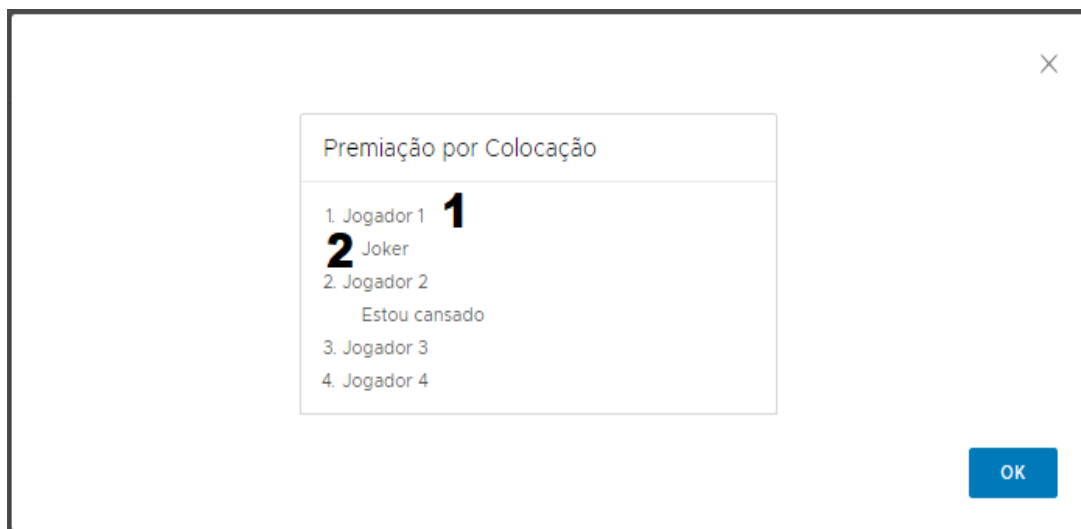 Premiação por Colocação
1. Jogador 1 1
2 Joker
2. Jogador 2
Estou cansado
3. Jogador 3
4. Jogador 4
OK